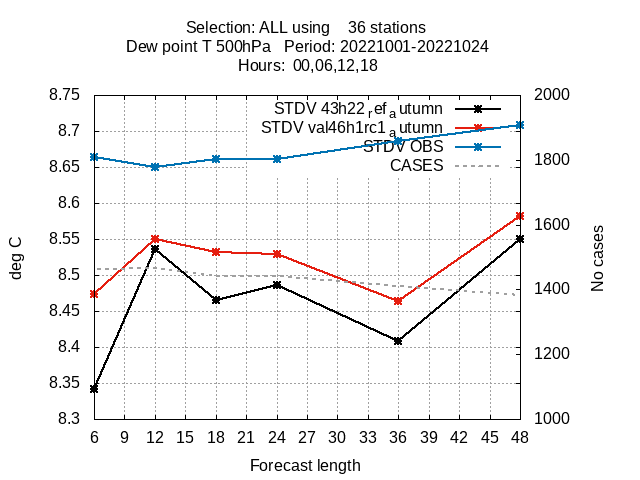 Selection: ALL using    36 stations
Dew point T 500hPa   Period: 20221001-20221024
Hours: 00,06,12,18
STDV 43h22_ref_autumn
STDV val46h1rc1_autumn
STDV OBS
CASES
deg C
8.75
8.7
8.65
8.6
8.55
8.5
8.45
8.4
8.35
8.3
No cases
2000
1800
1600
1400
1200
1000
6 9 12 15 18 21 24 27 30 33 36 39 42 45 48
Forecast length